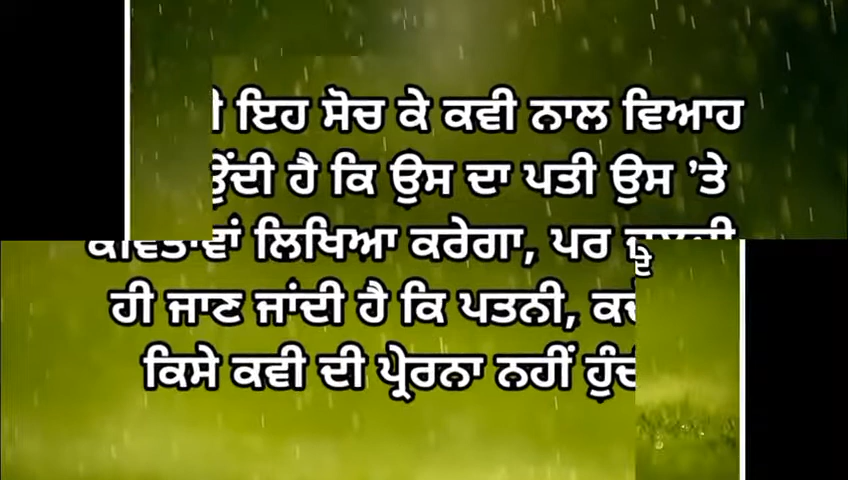 ਇਹ ਸੋਚ ਕੇ ਕਵੀ ਨਾਲ ਵਿਆਹ
ਹੈ ਕਿ ਉਸ ਦਾ ਪਤੀ ਉਸ 'ਤੇ
ਲਿਖਿਆ ਕਰੇਗਾ, ਪਰ
ਹੀ ਜਾਣ ਜਾਂਦੀ ਹੈ ਕਿ ਪਤਨੀ,
ਕਿਸੇ ਕਵੀ ਦੀ ਪ੍ਰੇਰਨਾ ਨਹੀਂ